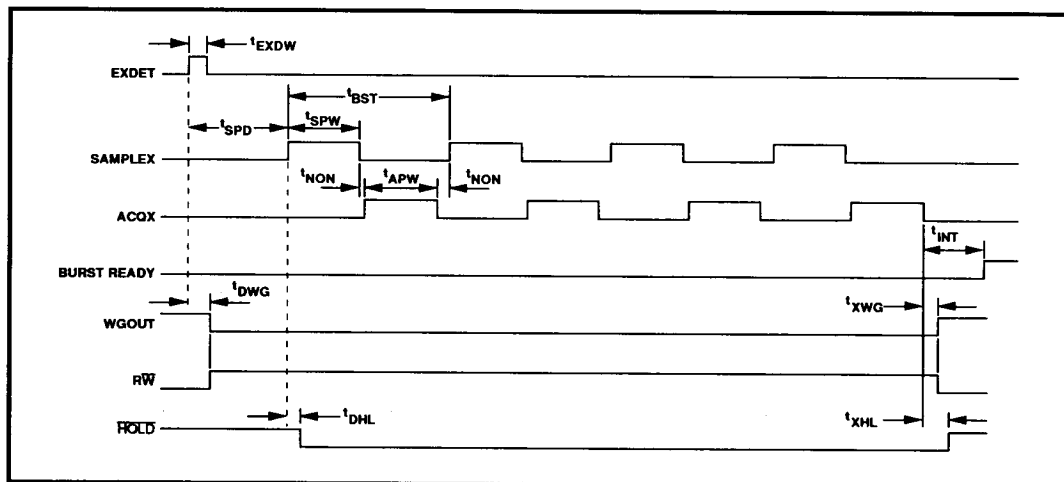 tEXDW
EXDET
tBST
tSPD
tSPW
SAMPLEX
tNON
tAPW
tNON
ACQX
tINT
BURST READY
tDWG
tXWG
WGOUT
RW̅
tDHL
tXHL
H̅O̅L̅D̅